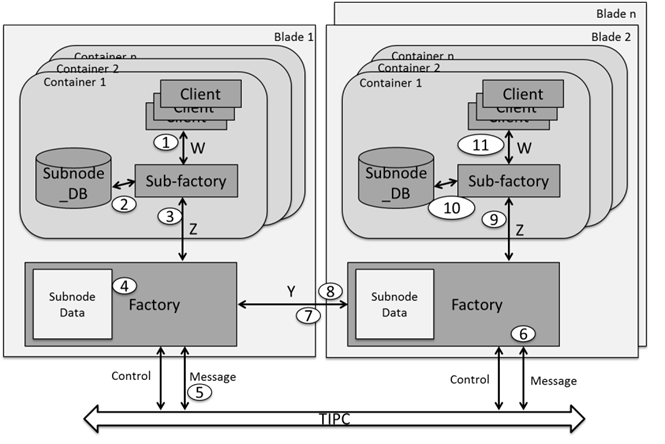 Blade n
Blade 1
Blade 2
Container n
Container 2
Container 1
Client
Client
Client
1
W
Subnode
_DB
Sub-factory
2
3
Z
Container n
Container 2
Container 1
Client
Client
Client
11
W
Subnode
_DB
Sub-factory
10
9
Z
4
Subnode
Data
Factory
Y
8
7
Subnode
Data
Factory
6
Control
Message
5
Control
Message
TIPC